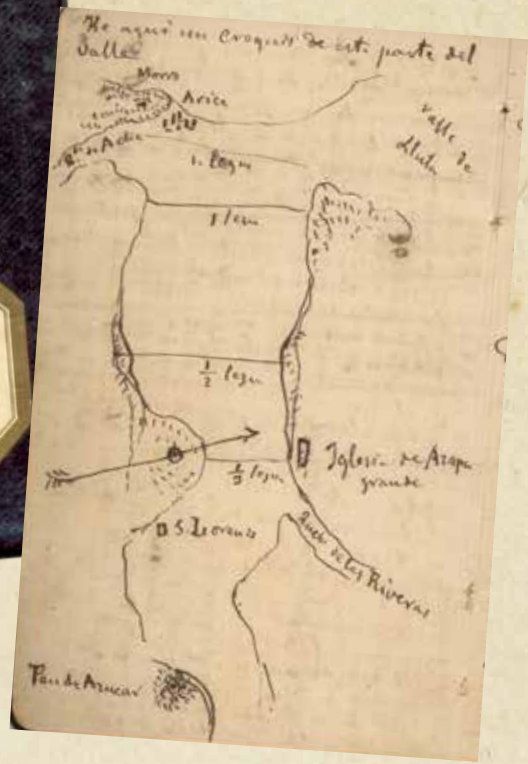 He aquí un Croquis de esta parte del
Valle
Morro
Arica
Valle de
Lluta
1. legua
1 legua
1/2 legua
1/2 legua
Iglesia de Azapa
grande
S. Lorenzo
de las Riveras
Pan de Azucar